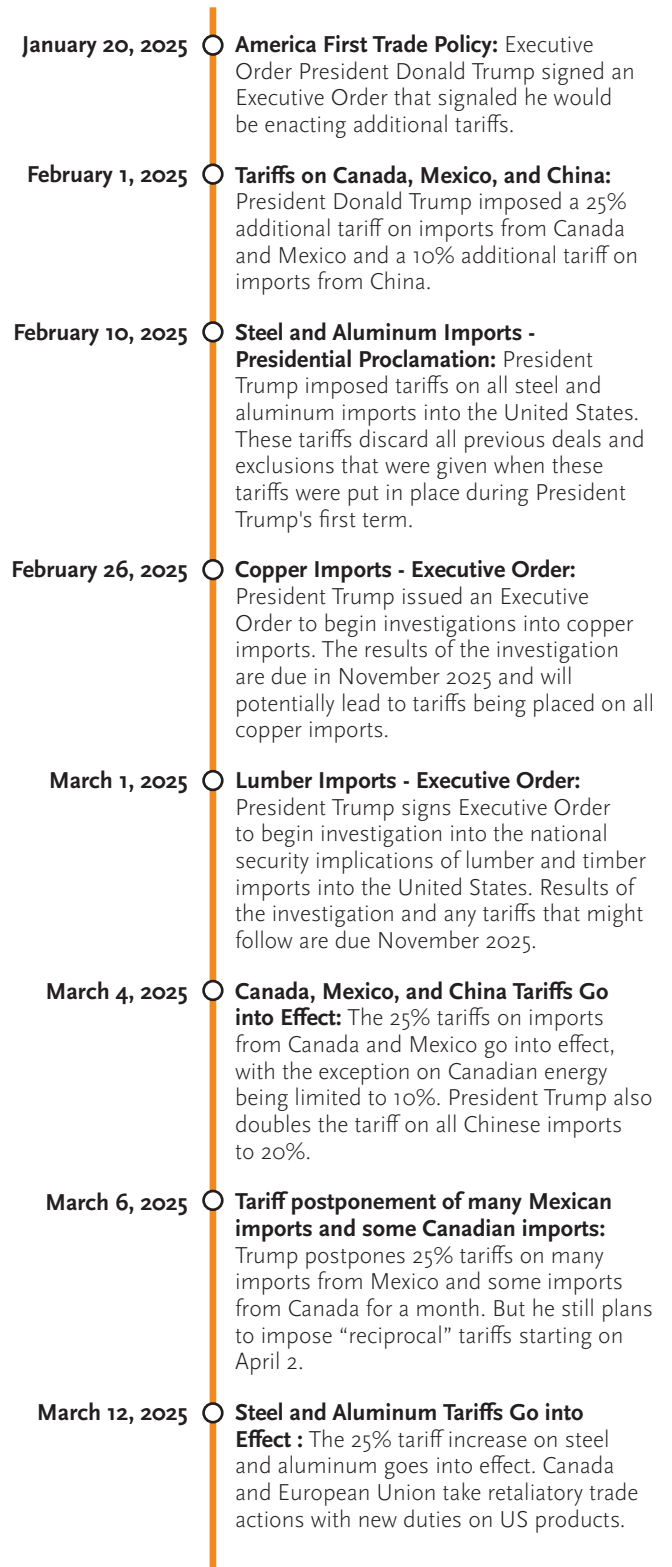 January 20, 2025
America First Trade Policy: Executive
Order President Donald Trump signed an
Executive Order that signaled he would
be enacting additional tariffs.
February 1, 2025
Tariffs on Canada, Mexico, and China:
President Donald Trump imposed a 25%
additional tariff on imports from Canada
and Mexico and a 10% additional tariff on
imports from China.
February 10, 2025
Steel and Aluminum Imports -
Presidential Proclamation: President
Trump imposed tariffs on all steel and
aluminum imports into the United States.
These tariffs discard all previous deals and
exclusions that were given when these
tariffs were put in place during President
Trump's first term.
February 26, 2025
Copper Imports - Executive Order:
President Trump issued an Executive
Order to begin investigations into copper
imports. The results of the investigation
are due in November 2025 and will
potentially lead to tariffs being placed on all
copper imports.
March 1, 2025
Lumber Imports - Executive Order:
President Trump signs Executive Order
to begin investigation into the national
security implications of lumber and timber
imports into the United States. Results of
the investigation and any tariffs that might
follow are due November 2025.
March 4, 2025
Canada, Mexico, and China Tariffs Go
into Effect: The 25% tariffs on imports
from Canada and Mexico go into effect,
with the exception on Canadian energy
being limited to 10%. President Trump also
doubles the tariff on all Chinese imports
to 20%.
March 6, 2025
Tariff postponement of many Mexican
imports and some Canadian imports:
Trump postpones 25% tariffs on many
imports from Mexico and some imports
from Canada for a month. But he still plans
to impose “reciprocal” tariffs starting on
April 2.
March 12, 2025
Steel and Aluminum Tariffs Go into
Effect : The 25% tariff increase on steel
and aluminum goes into effect. Canada
and European Union take retaliatory trade
actions with new duties on US products.